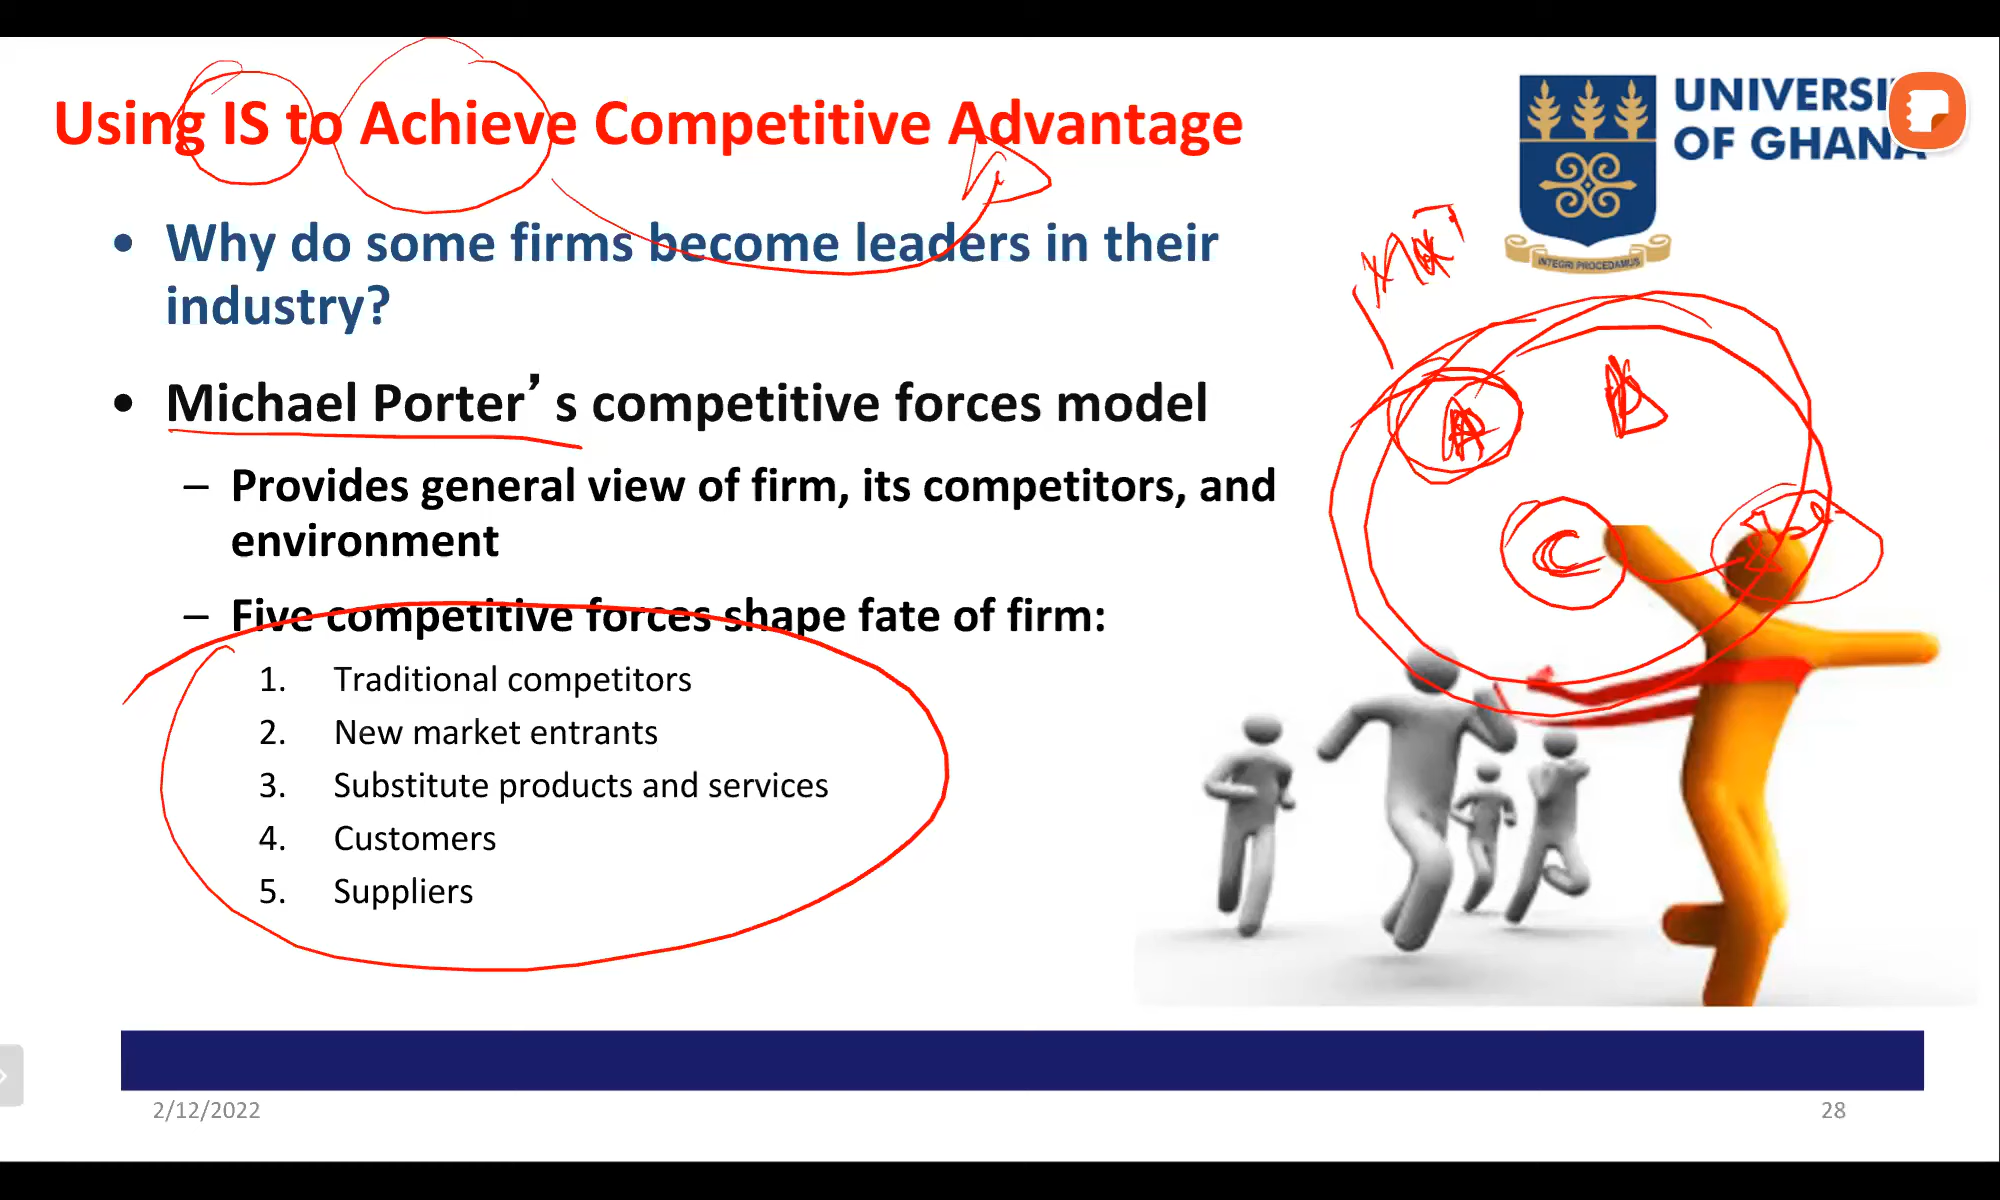 Using IS to Achieve Competitive Advantage
UNIVERSI
OF GHANA
INTEGRI PROCEDAMUS
• Why do some firms become leaders in their
industry?
• Michael Porter’s competitive forces model
– Provides general view of firm, its competitors, and
environment
– Five competitive forces shape fate of firm:
1. Traditional competitors
2. New market entrants
3. Substitute products and services
4. Customers
5. Suppliers
A
B
C
2/12/2022
28